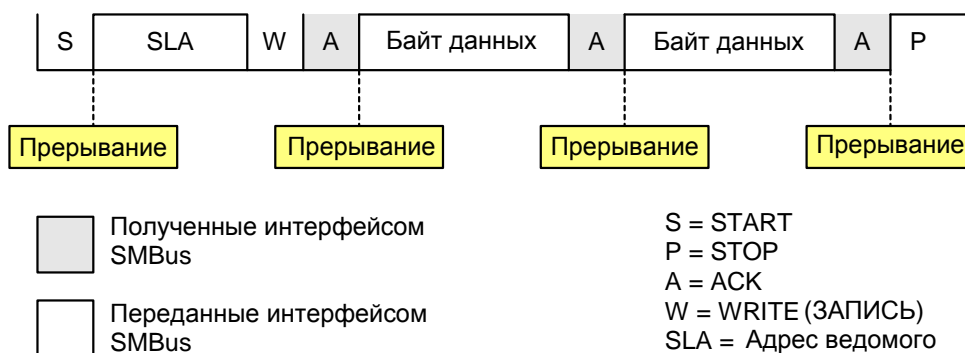 S SLA W A Байт данных A Байт данных A P
Прерывание Прерывание Прерывание Прерывание
Полученные интерфейсом
SMBus
Переданные интерфейсом
SMBus
S = START
P = STOP
A = ACK
W = WRITE (ЗАПИСЬ)
SLA = Адрес ведомого